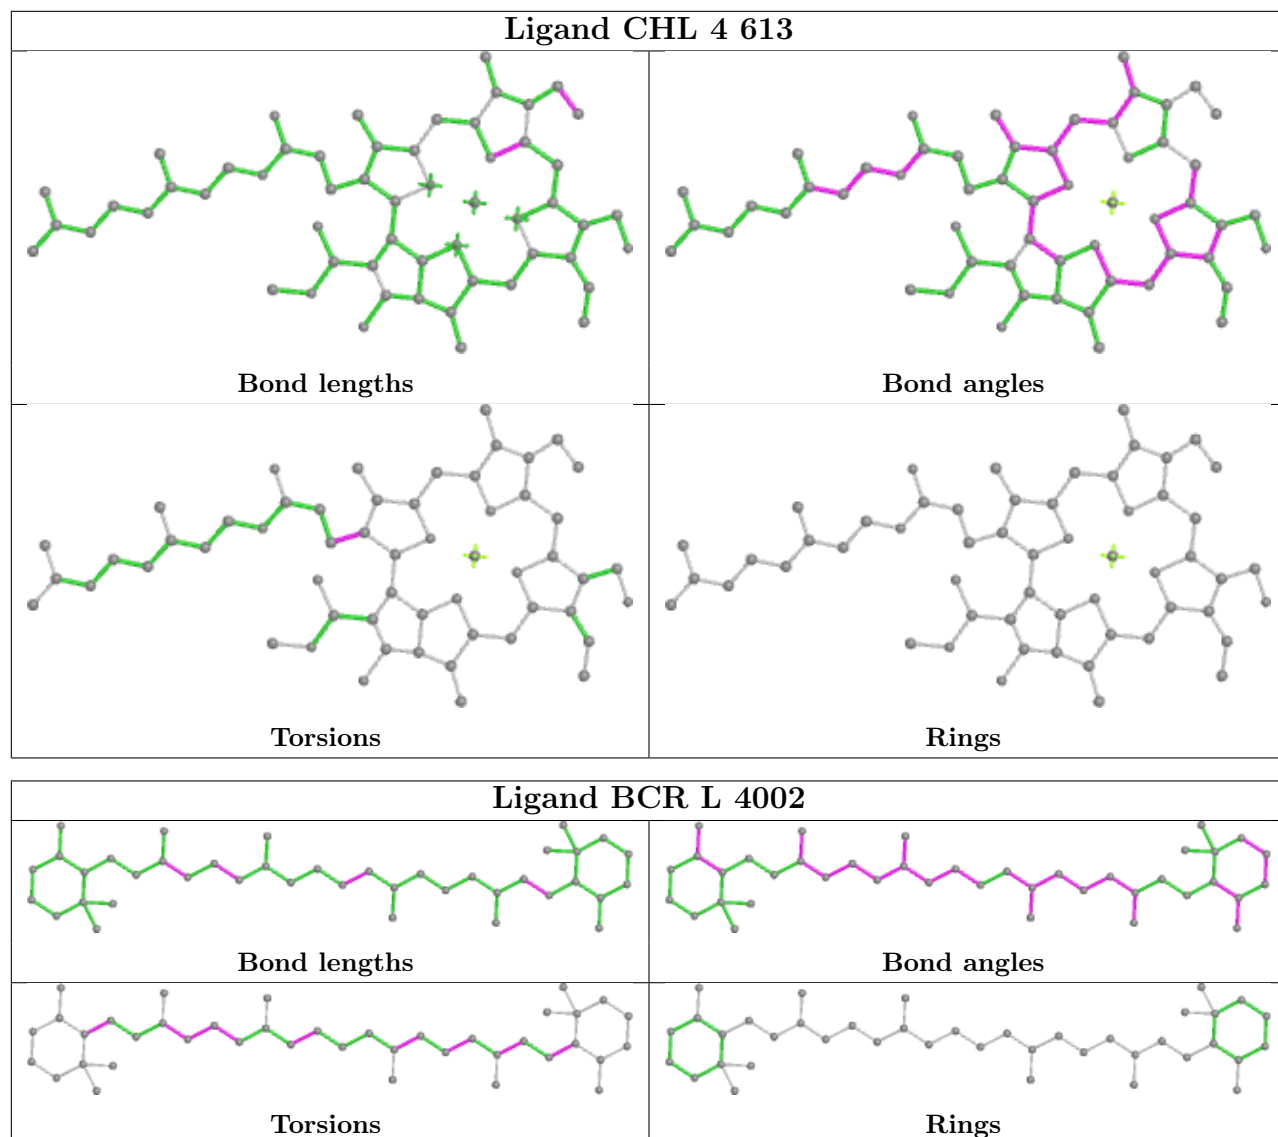 Ligand CHL 4 613
Bond lengths
Bond angles
Torsions
Rings
Ligand BCR L 4002
Bond lengths
Bond angles
Torsions
Rings